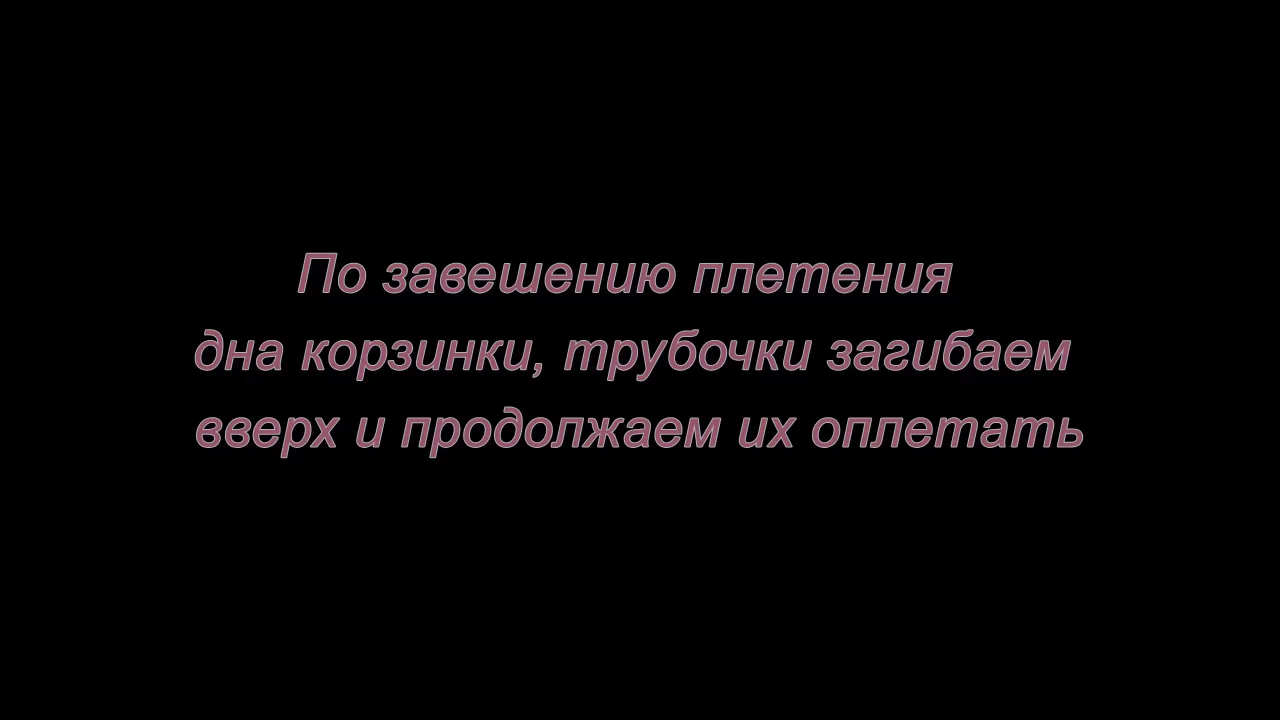 По завешению плетения
дна корзинки, трубочки загибаем
вверх и продолжаем их оплетать